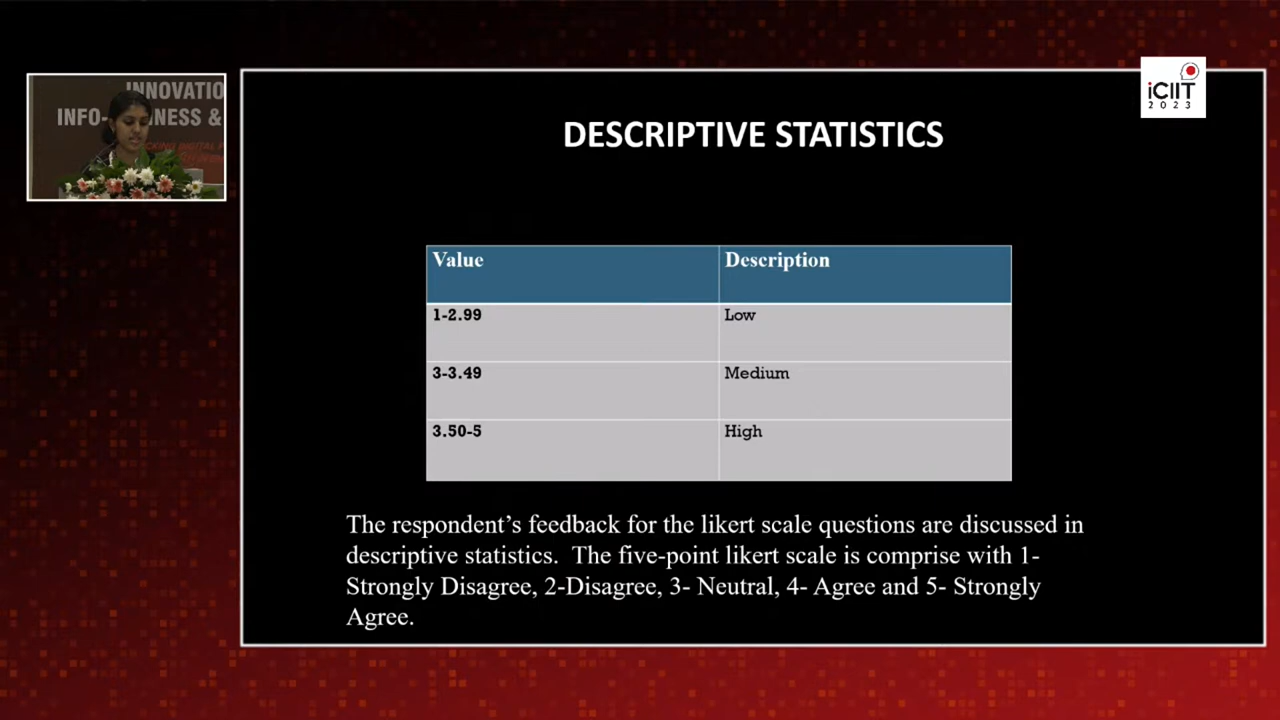 INNOVATIO
INFO- NESS &
CKING DIGITAL
iCIIT
2023
DESCRIPTIVE STATISTICS
Value Description
1-2.99 Low
3-3.49 Medium
3.50-5 High
The respondent’s feedback for the likert scale questions are discussed in
descriptive statistics. The five-point likert scale is comprise with 1-
Strongly Disagree, 2-Disagree, 3- Neutral, 4- Agree and 5- Strongly
Agree.